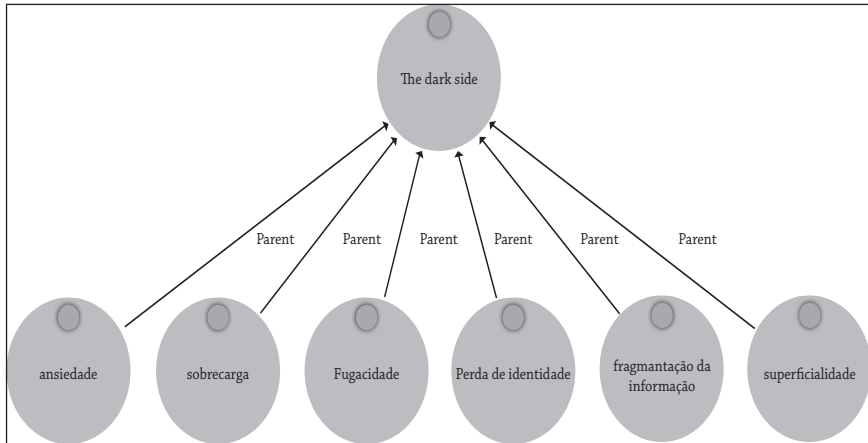 The dark side
Parent Parent Parent Parent Parent Parent
ansiedade sobrecarga Fugacidade Perda de identidade fragmantação da informação superficialidade